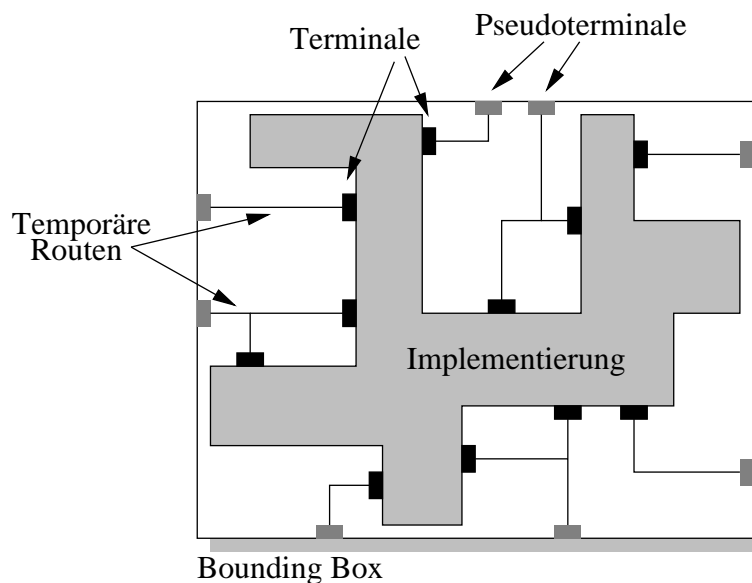 Pseudoterminale
Terminale
Temporäre
Routen
Implementierung
Bounding Box